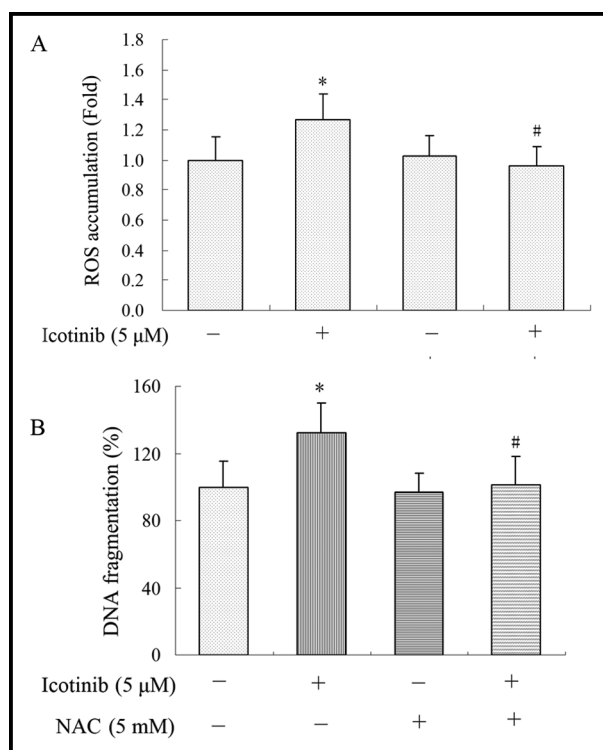 A
ROS accumulation (Fold)
1.8
1.6
1.4
1.2
1.0
0.8
0.6
0.4
0.2
0.0
*
#
Icotinib (5 μM) – + – +
B
DNA fragmentation (%)
160
120
80
40
0
*
#
Icotinib (5 μM) – + – +
NAC (5 mM) – – + +